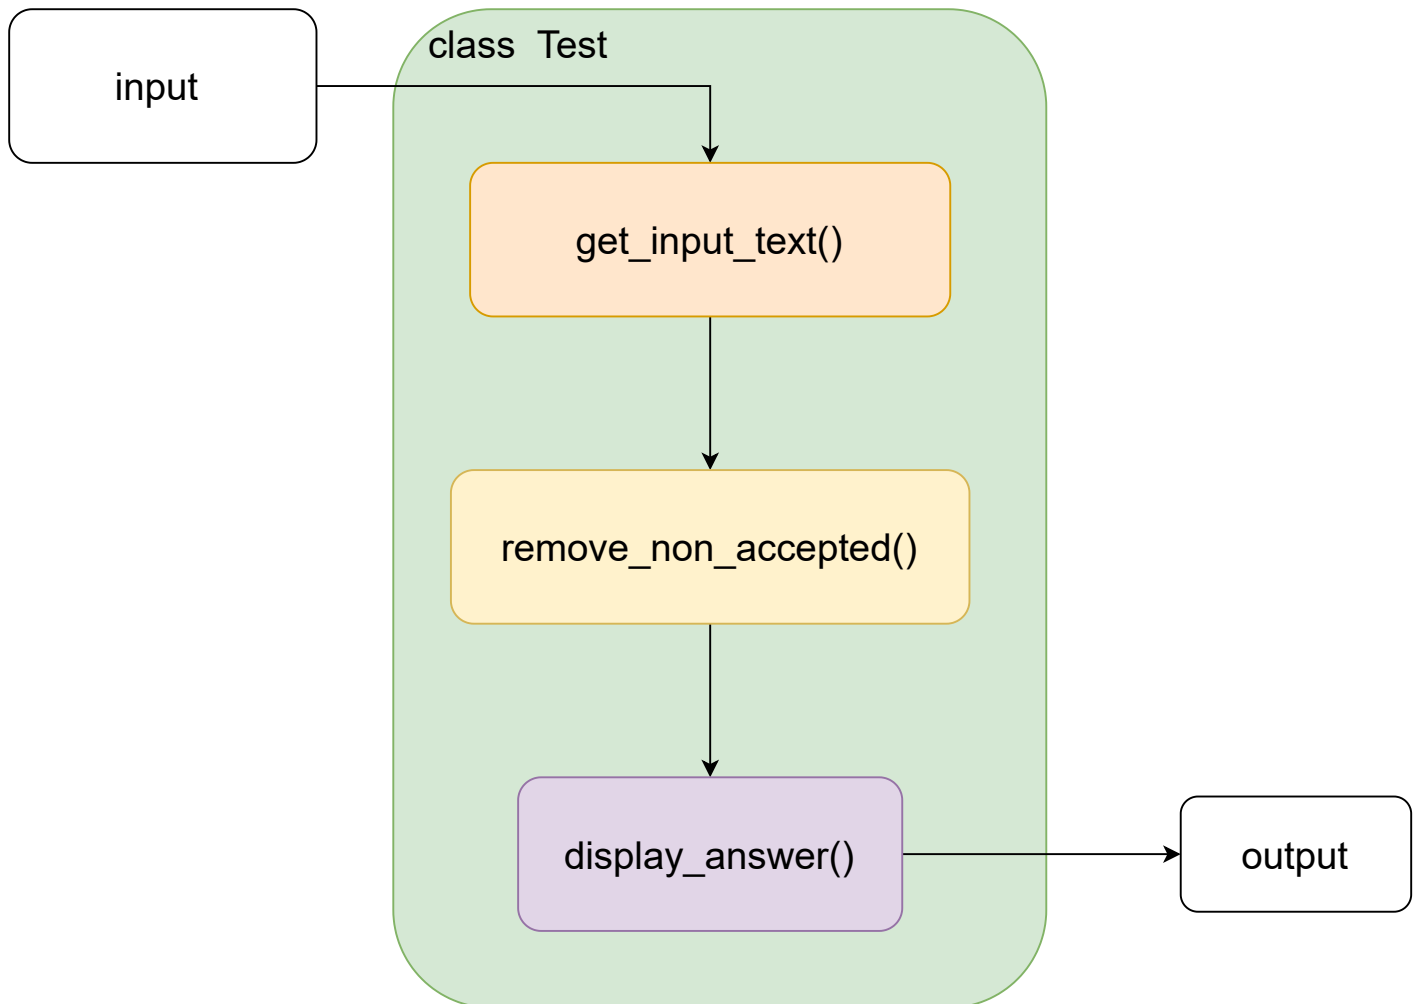 input
class  Test
get_input_text()
remove_non_accepted()
display_answer()
output